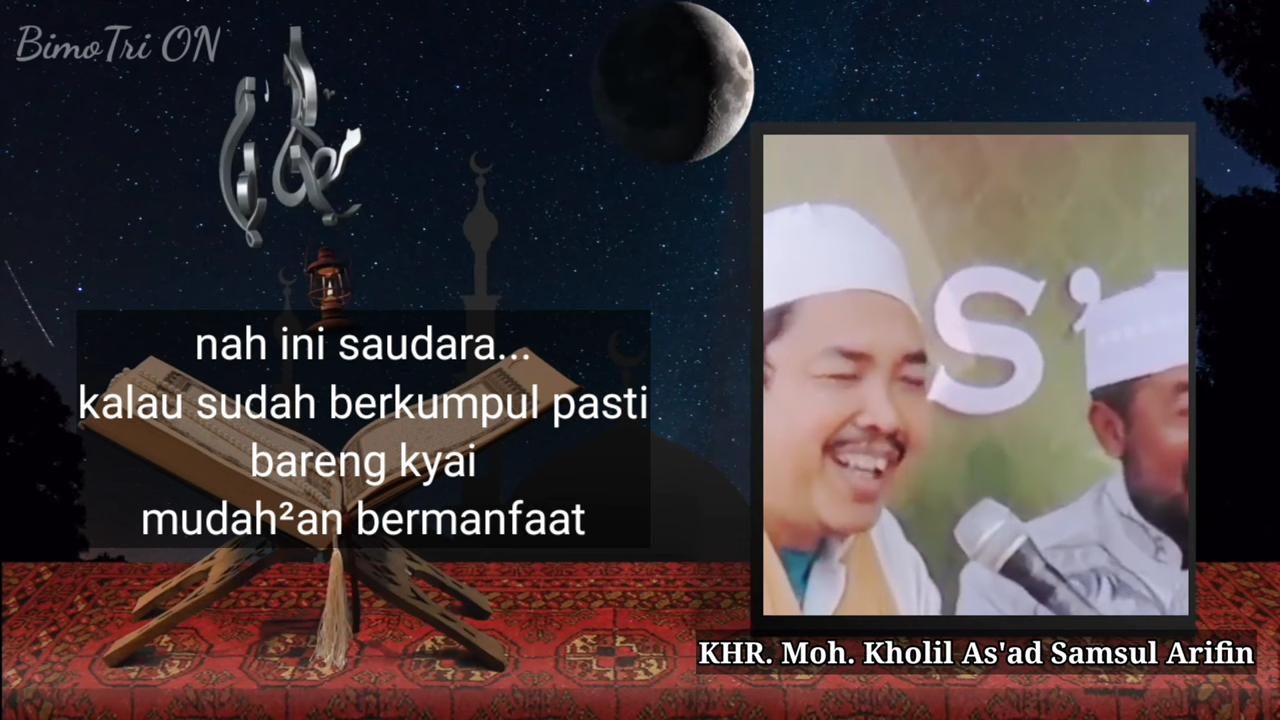 BimoTri ON
nah ini saudara...
kalau sudah berkumpul pasti
bareng kyai
mudah²an bermanfaat
S'
KHR. Moh. Kholil As'ad Samsul Arifin